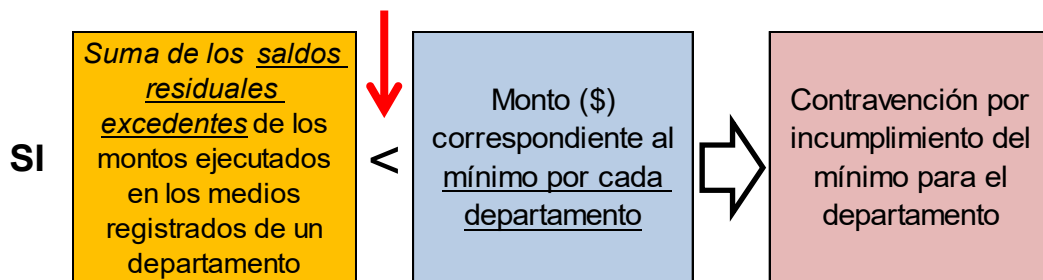 SI
Suma de los saldos
residuales
excedentes de los
montos ejecutados
en los medios
registrados de un
departamento
<
Monto ($)
correspondiente al
mínimo por cada
departamento
Contravención por
incumplimiento del
mínimo para el
departamento